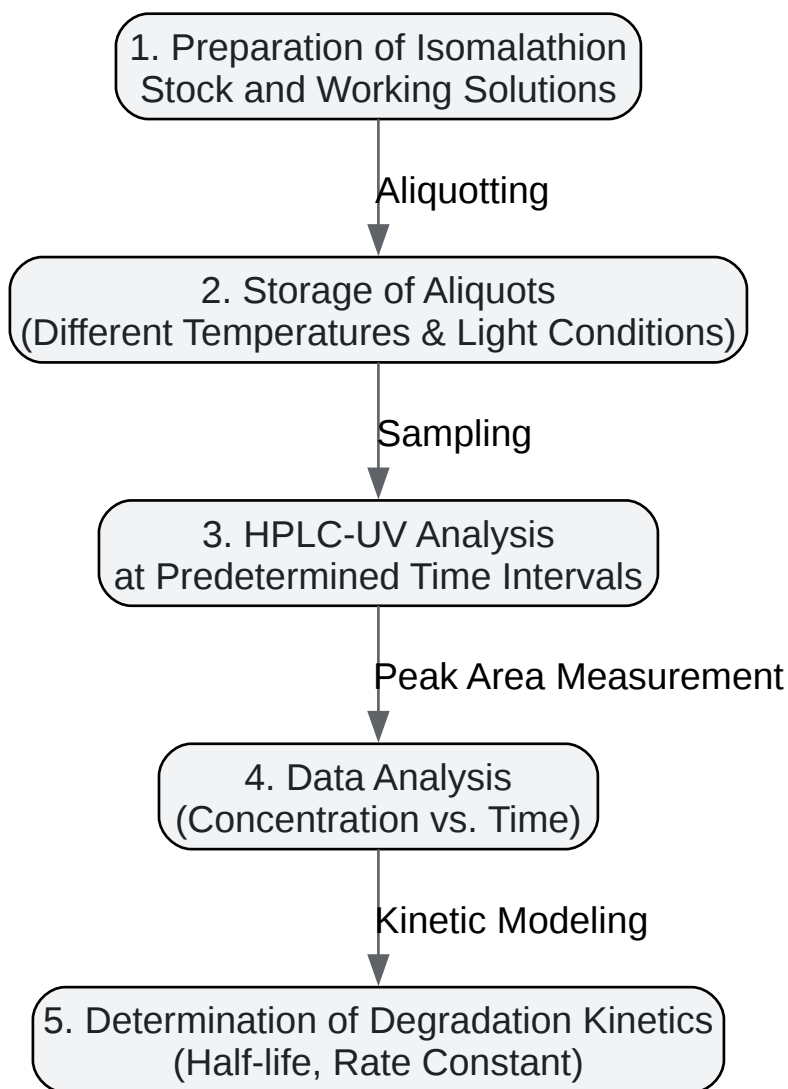 1. Preparation of Isomalathion
Stock and Working Solutions
Aliquotting
2. Storage of Aliquots
(Different Temperatures & Light Conditions)
Sampling
3. HPLC-UV Analysis
at Predetermined Time Intervals
Peak Area Measurement
4. Data Analysis
(Concentration vs. Time)
Kinetic Modeling
5. Determination of Degradation Kinetics
(Half-life, Rate Constant)